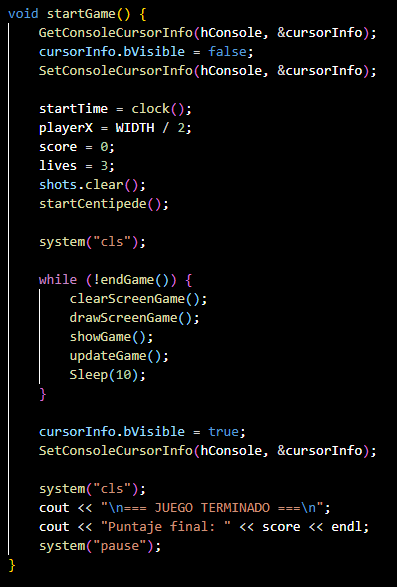 void startGame() {
    GetConsoleCursorInfo(hConsole, &cursorInfo);
    cursorInfo.bVisible = false;
    SetConsoleCursorInfo(hConsole, &cursorInfo);

    startTime = clock();
    playerX = WIDTH / 2;
    score = 0;
    lives = 3;
    shots.clear();
    startCentipede();

    system("cls");

    while (!endGame()) {
        clearScreenGame();
        drawScreenGame();
        showGame();
        updateGame();
        Sleep(10);
    }

    cursorInfo.bVisible = true;
    SetConsoleCursorInfo(hConsole, &cursorInfo);

    system("cls");
    cout << "\n=== JUEGO TERMINADO ===\n";
    cout << "Puntaje final: " << score << endl;
    system("pause");
}